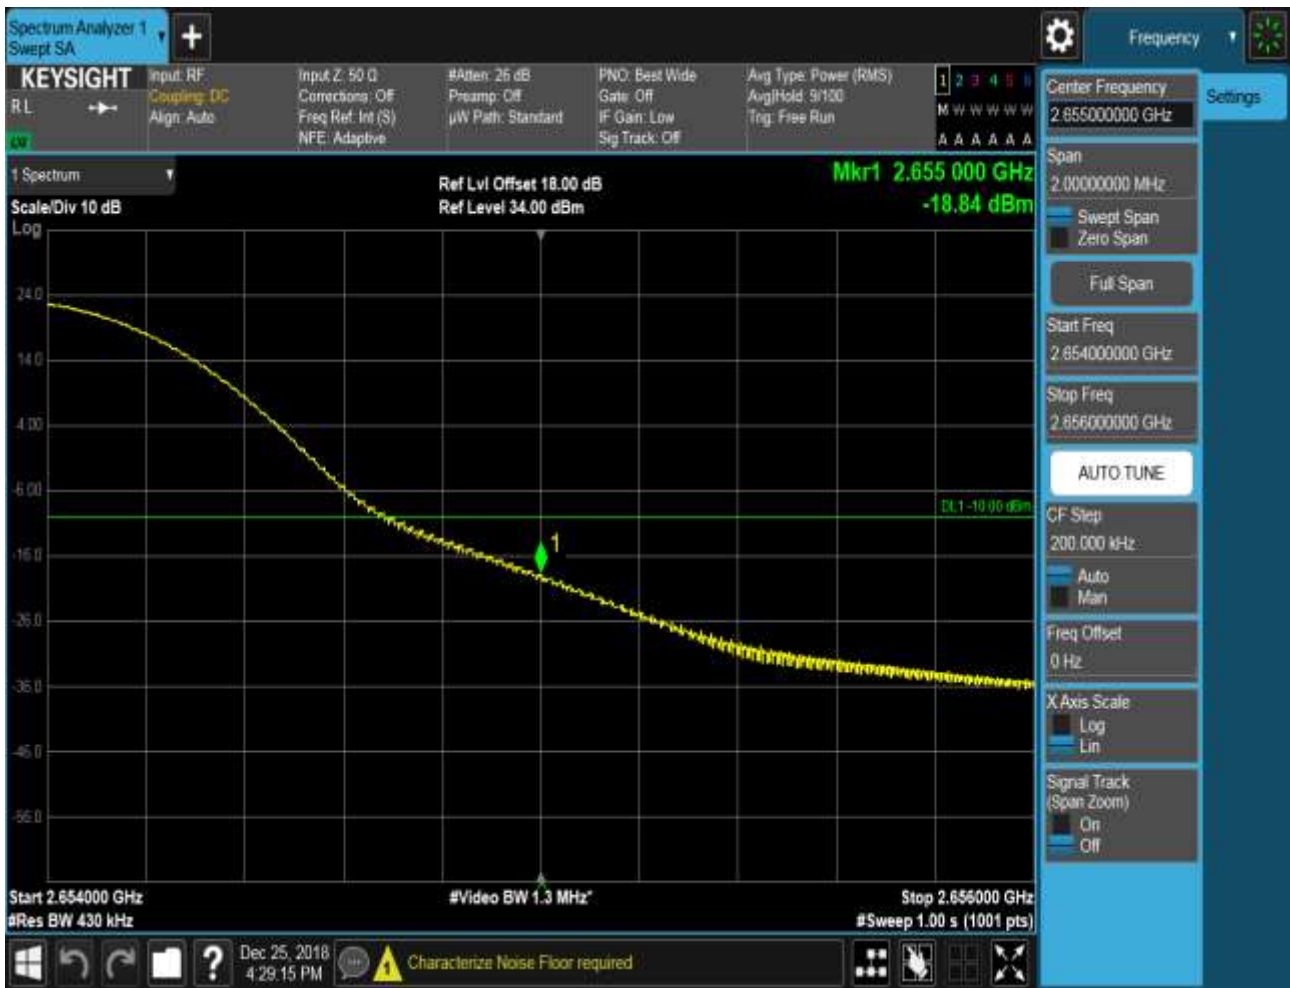 Spectrum Analyzer 1
Swept SA
Frequency
KEYSIGHT
R L
Input: RF
Coupling: DC
Align: Auto
Input Z: 50 Ω
Corrections: Off
Freq Ref: Int (S)
NFE: Adaptive
#Atten: 26 dB
Preamp: Off
µW Path: Standard
PNO: Best Wide
Gate: Off
IF Gain: Low
Sig Track: Off
Avg Type: Power (RMS)
Avg|Hold: 9/100
Trig: Free Run
1 2 3 4 5 6
M W W W W W
A A A A A A
1 Spectrum
Scale/Div 10 dB
Log
Ref Lvl Offset 18.00 dB
Ref Level 34.00 dBm
Mkr1 2.655 000 GHz
-18.84 dBm
24.0
14.0
4.00
-6.00
-16.0
-26.0
-36.0
-46.0
-56.0
DL1 -10.00 dBm
1
Start 2.654000 GHz
#Res BW 430 kHz
#Video BW 1.3 MHz*
Stop 2.656000 GHz
#Sweep 1.00 s (1001 pts)
Center Frequency
2.655000000 GHz
Settings
Span
2.00000000 MHz
Swept Span
Zero Span
Full Span
Start Freq
2.654000000 GHz
Stop Freq
2.656000000 GHz
AUTO TUNE
CF Step
200.000 kHz
Auto
Man
Freq Offset
0 Hz
X Axis Scale
Log
Lin
Signal Track
(Span Zoom)
On
Off
?
Dec 25, 2018
4:29:15 PM
1
Characterize Noise Floor required